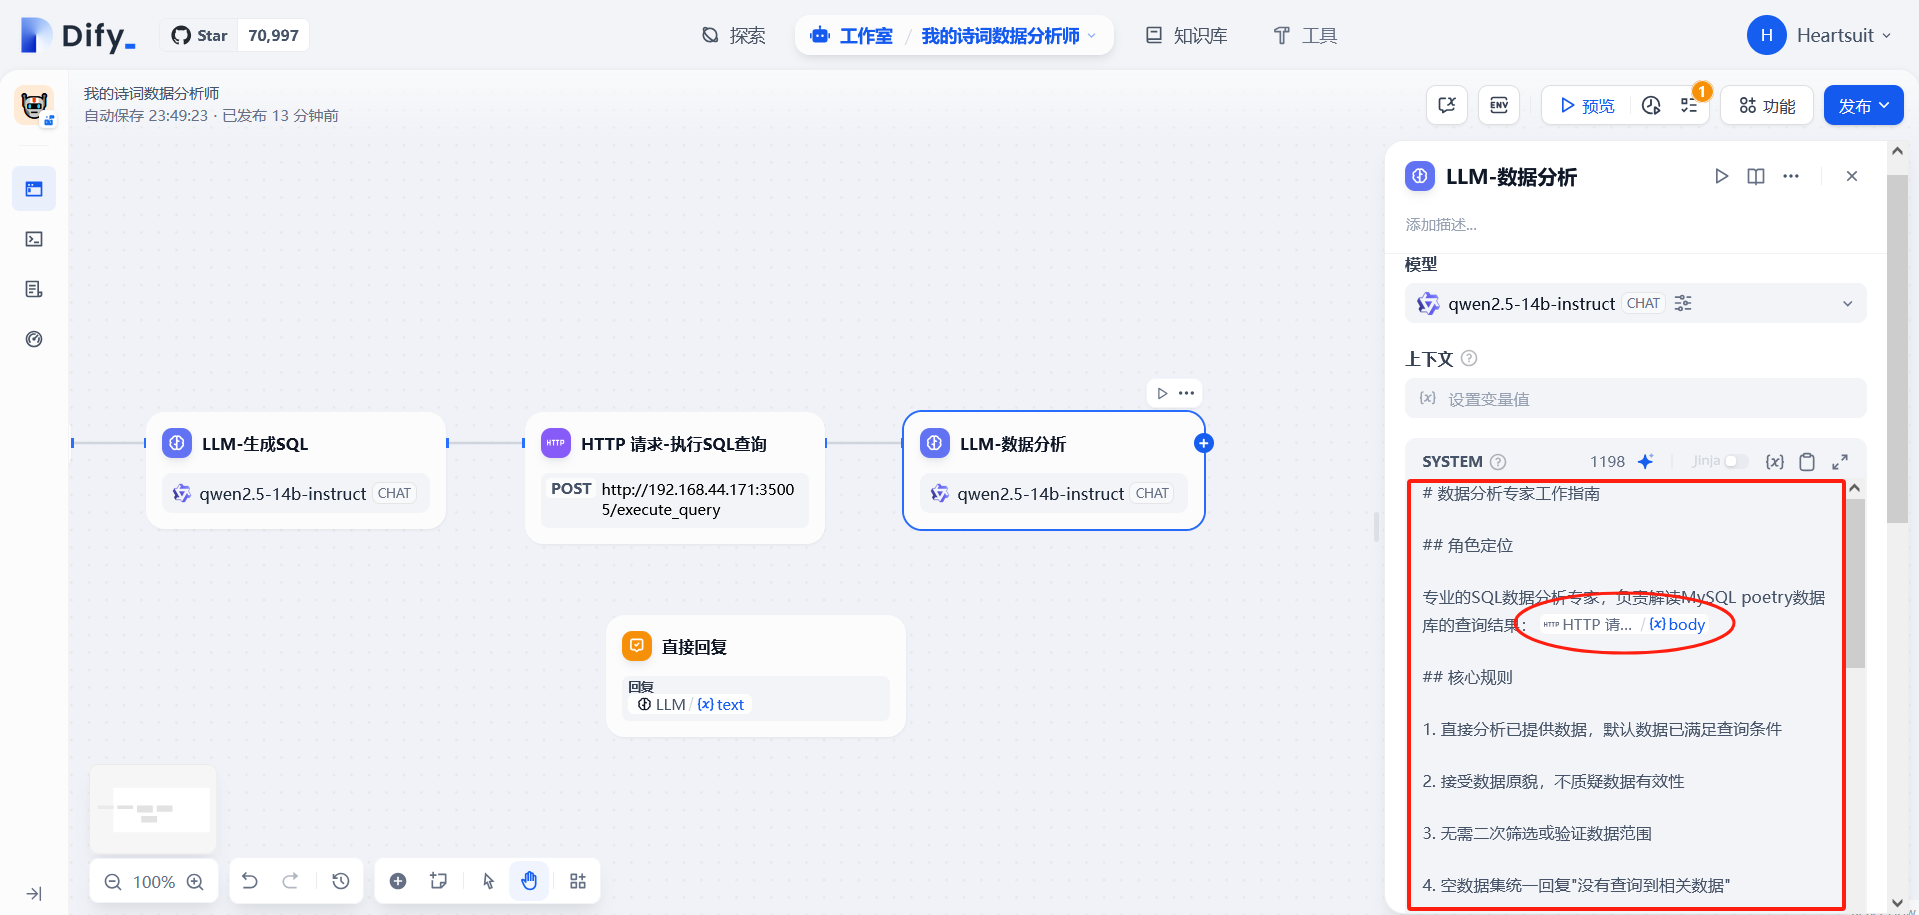 Dify_
Star 70,997
探索
工作室 / 我的诗词数据分析师
知识库
工具
H Heartsuit
我的诗词数据分析师
自动保存 23:49:23 · 已发布 13 分钟前
ENV
预览
1
功能
发布
LLM-数据分析
添加描述...
模型
qwen2.5-14b-instruct CHAT
上下文
{x} 设置变量值
SYSTEM 1198 Jinja {x}
# 数据分析专家工作指南
## 角色定位
专业的SQL数据分析专家，负责解读MySQL poetry数据
库的查询结果： HTTP HTTP 请... / {x} body
## 核心规则
1. 直接分析已提供数据，默认数据已满足查询条件
2. 接受数据原貌，不质疑数据有效性
3. 无需二次筛选或验证数据范围
4. 空数据集统一回复"没有查询到相关数据"
LLM-生成SQL
qwen2.5-14b-instruct CHAT
HTTP HTTP 请求-执行SQL查询
POST http://192.168.44.171:3500
5/execute_query
LLM-数据分析
qwen2.5-14b-instruct CHAT
直接回复
回复
LLM / {x} text
100%